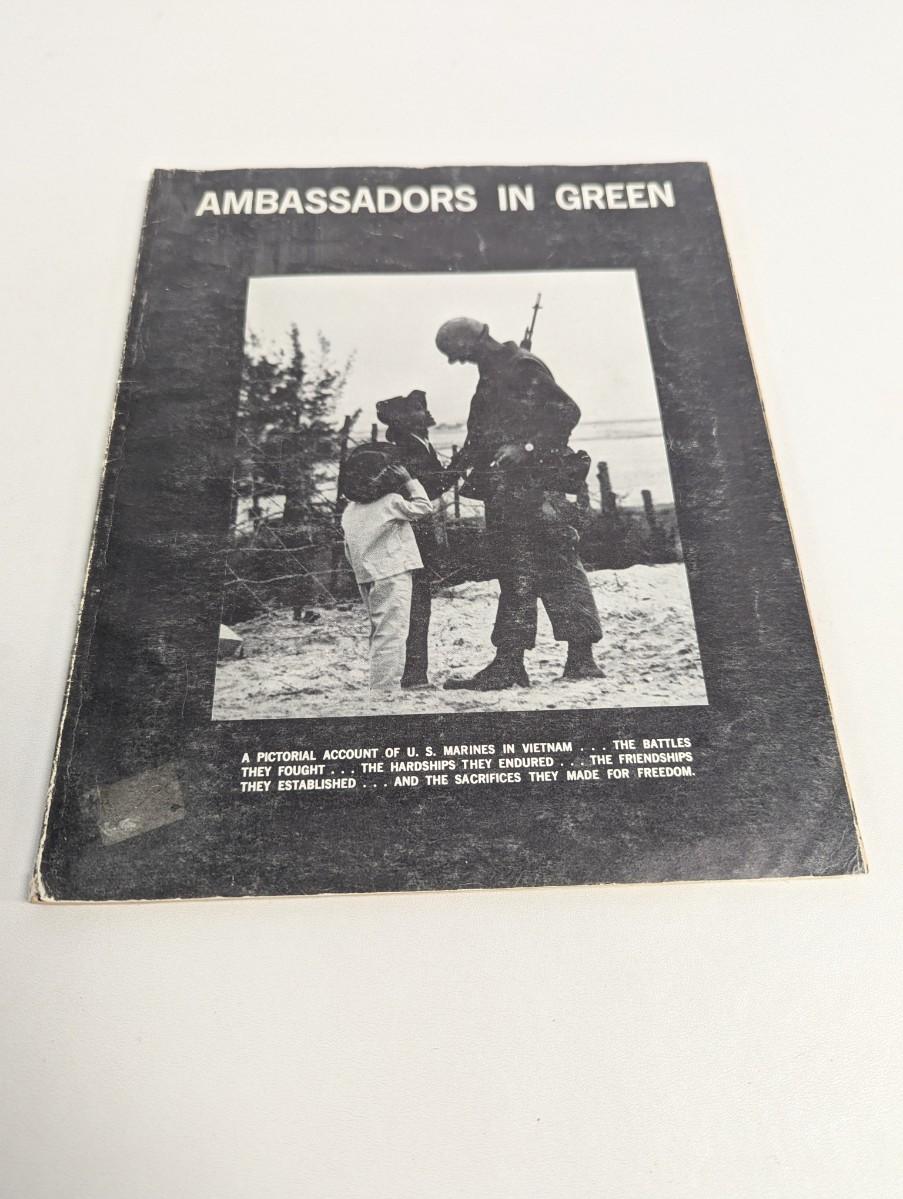 AMBASSADORS IN GREEN
A PICTORIAL ACCOUNT OF U. S. MARINES IN VIETNAM . . . THE BATTLES
THEY FOUGHT . . . THE HARDSHIPS THEY ENDURED . . . THE FRIENDSHIPS
THEY ESTABLISHED . . . AND THE SACRIFICES THEY MADE FOR FREEDOM.